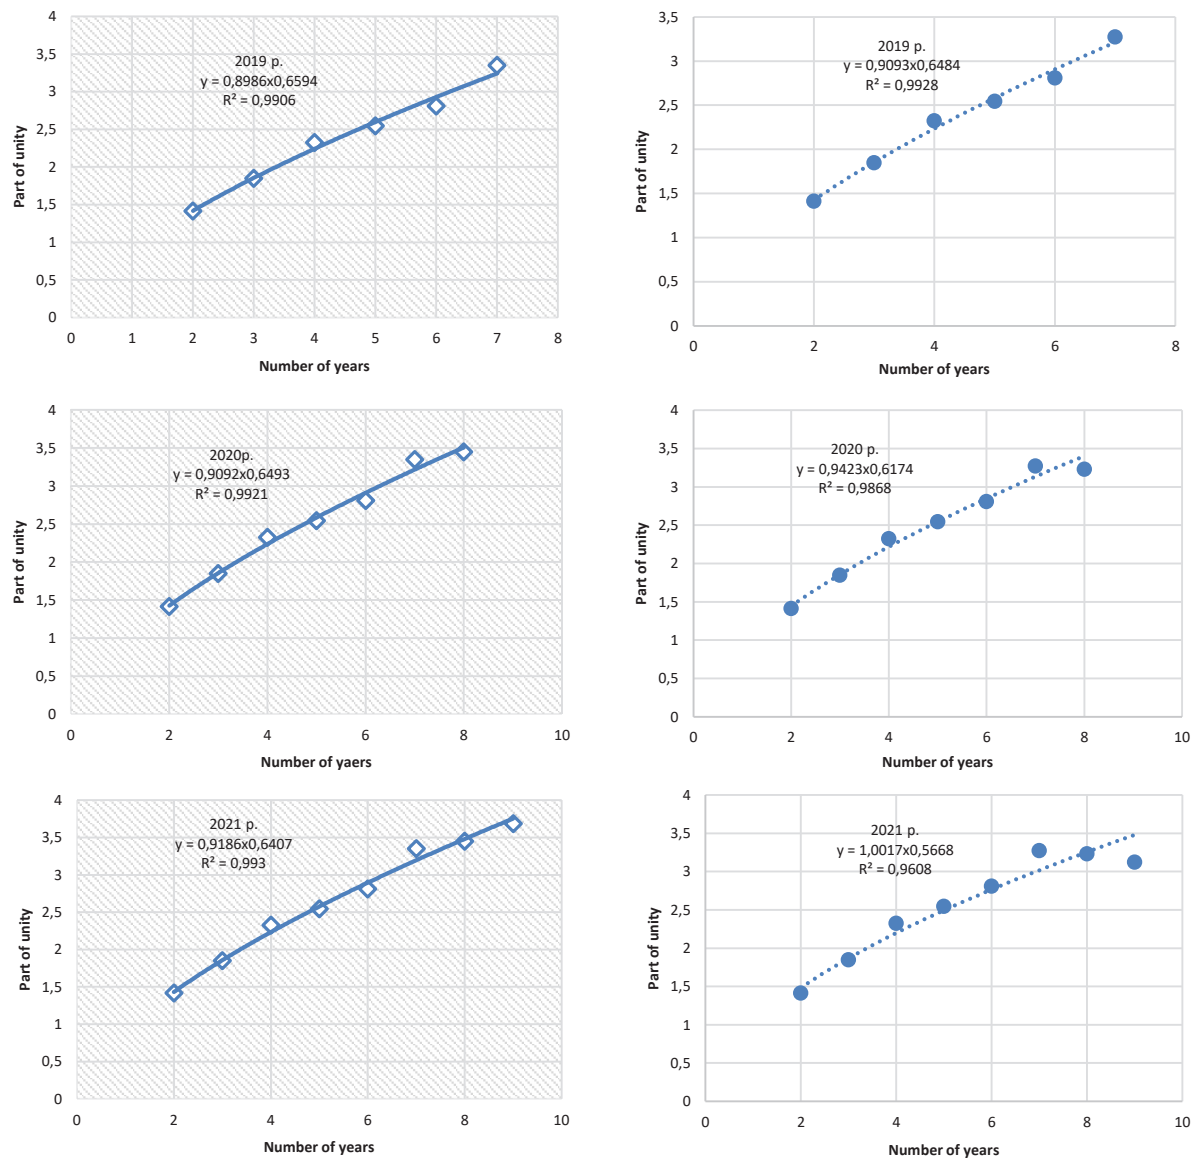 4
3,5
3
2,5
2
1,5
1
0,5
0
0 1 2 3 4 5 6 7 8
Part of unity
Number of years
2019 p.
y = 0,8986x0,6594
R² = 0,9906
3,5
3
2,5
2
1,5
1
0,5
0
0 2 4 6 8
Part of unity
Number of years
2019 p.
y = 0,9093x0,6484
R² = 0,9928
4
3,5
3
2,5
2
1,5
1
0,5
0
0 2 4 6 8 10
Part of unity
Number of yaers
2020p.
y = 0,9092x0,6493
R² = 0,9921
4
3,5
3
2,5
2
1,5
1
0,5
0
0 2 4 6 8 10
Part of unity
Number of years
2020 p.
y = 0,9423x0,6174
R² = 0,9868
4
3,5
3
2,5
2
1,5
1
0,5
0
0 2 4 6 8 10
Part of unity
Number of years
2021 p.
y = 0,9186x0,6407
R² = 0,993
4
3,5
3
2,5
2
1,5
1
0,5
0
0 2 4 6 8 10
Part of unity
Number of years
2021 p.
y = 1,0017x0,5668
R² = 0,9608